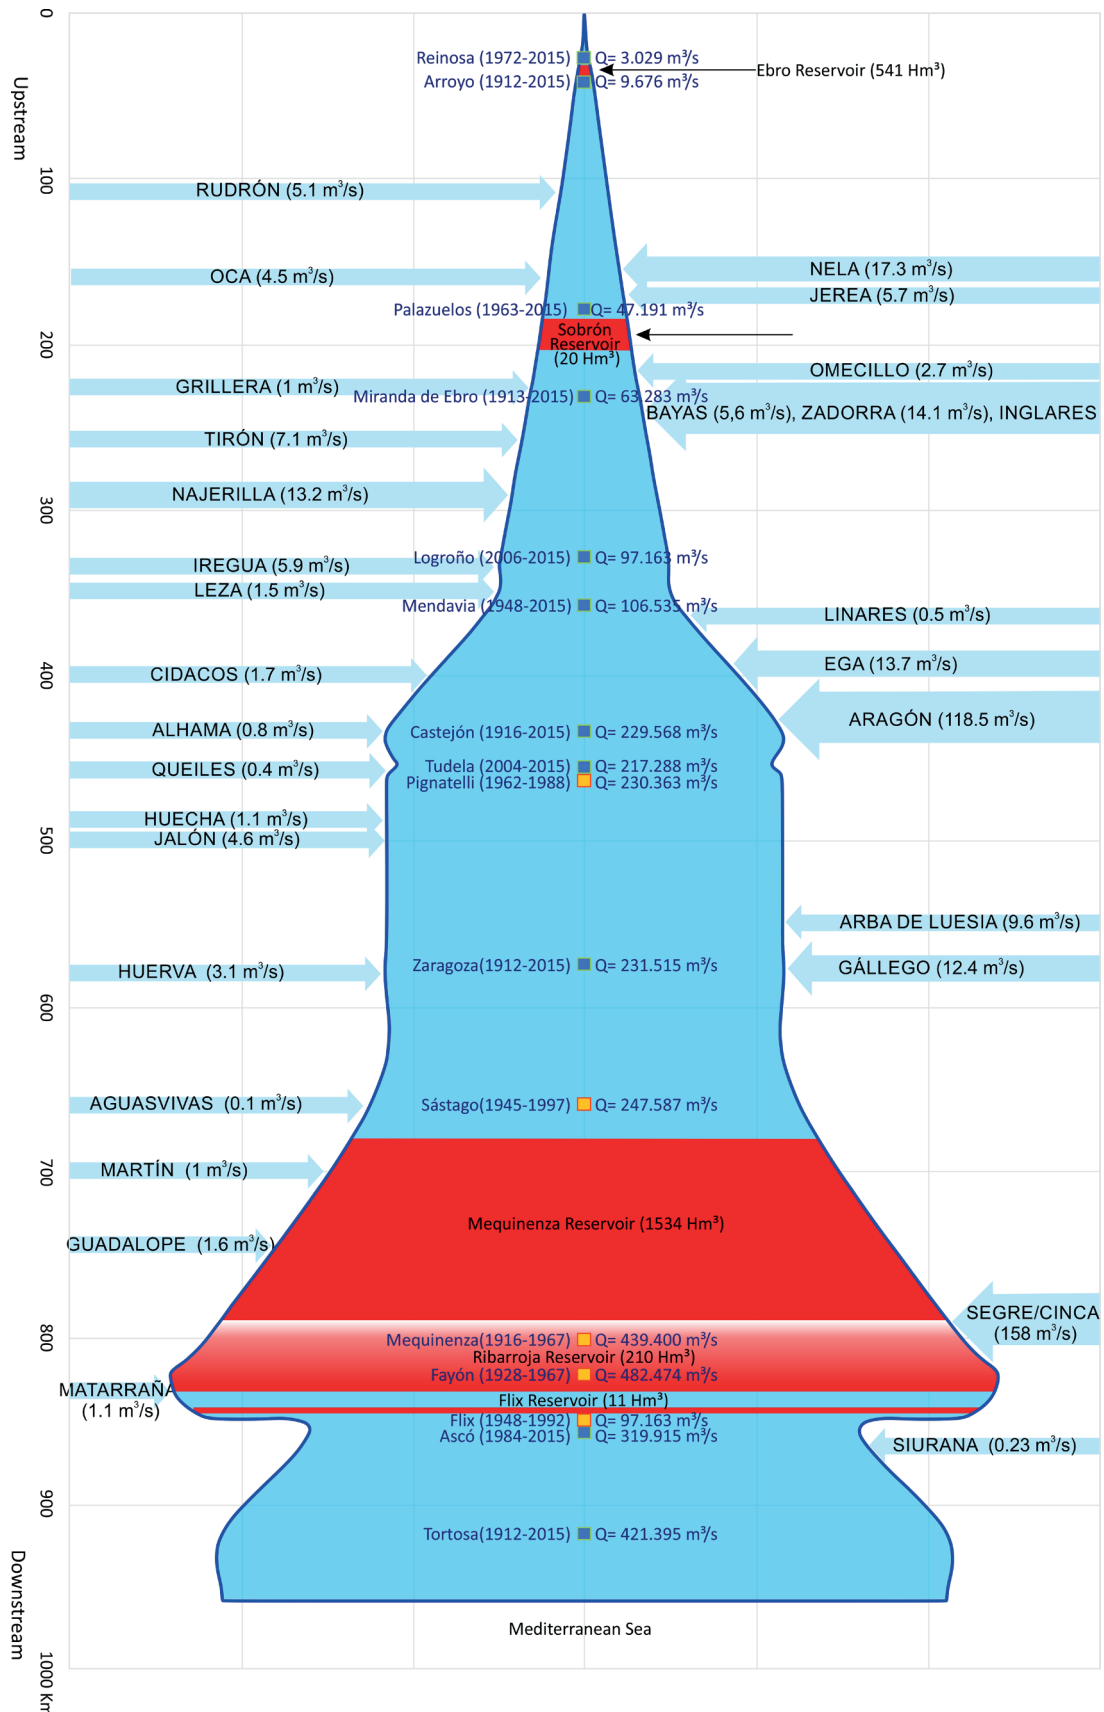 0
Reinosa (1972-2015) Q= 3.029 m³/s
Ebro Reservoir (541 Hm³)
Arroyo (1912-2015) Q= 9.676 m³/s
Upstream
100
RUDRÓN (5.1 m³/s)
NELA (17.3 m³/s)
OCA (4.5 m³/s)
JEREA (5.7 m³/s)
Palazuelos (1963-2015) Q= 47.191 m³/s
Sobrón
Reservoir
(20 Hm³)
200
OMECILLO (2.7 m³/s)
GRILLERA (1 m³/s)
Miranda de Ebro (1913-2015) Q= 63.283 m³/s
BAYAS (5,6 m³/s), ZADORRA (14.1 m³/s), INGLARES
TIRÓN (7.1 m³/s)
NAJERILLA (13.2 m³/s)
300
Logroño (2006-2015) Q= 97.163 m³/s
IREGUA (5.9 m³/s)
LEZA (1.5 m³/s)
Mendavia (1948-2015) Q= 106.535 m³/s
LINARES (0.5 m³/s)
EGA (13.7 m³/s)
CIDACOS (1.7 m³/s)
400
ARAGÓN (118.5 m³/s)
ALHAMA (0.8 m³/s)
Castejón (1916-2015) Q= 229.568 m³/s
Tudela (2004-2015) Q= 217.288 m³/s
QUEILES (0.4 m³/s)
Pignatelli (1962-1988) Q= 230.363 m³/s
HUECHA (1.1 m³/s)
JALÓN (4.6 m³/s)
500
ARBA DE LUESIA (9.6 m³/s)
Zaragoza(1912-2015) Q= 231.515 m³/s
GÁLLEGO (12.4 m³/s)
HUERVA (3.1 m³/s)
600
AGUASVIVAS (0.1 m³/s)
Sástago(1945-1997) Q= 247.587 m³/s
MARTÍN (1 m³/s)
700
Mequinenza Reservoir (1534 Hm³)
GUADALOPE (1.6 m³/s)
SEGRE/CINCA
(158 m³/s)
800
Mequinenza(1916-1967) Q= 439.400 m³/s
Ribarroja Reservoir (210 Hm³)
Fayón (1928-1967) Q= 482.474 m³/s
MATARRAÑA
(1.1 m³/s)
Flix Reservoir (11 Hm³)
Flix (1948-1992) Q= 97.163 m³/s
Ascó (1984-2015) Q= 319.915 m³/s
SIURANA (0.23 m³/s)
900
Tortosa(1912-2015) Q= 421.395 m³/s
Downstream
Mediterranean Sea
1000 Km